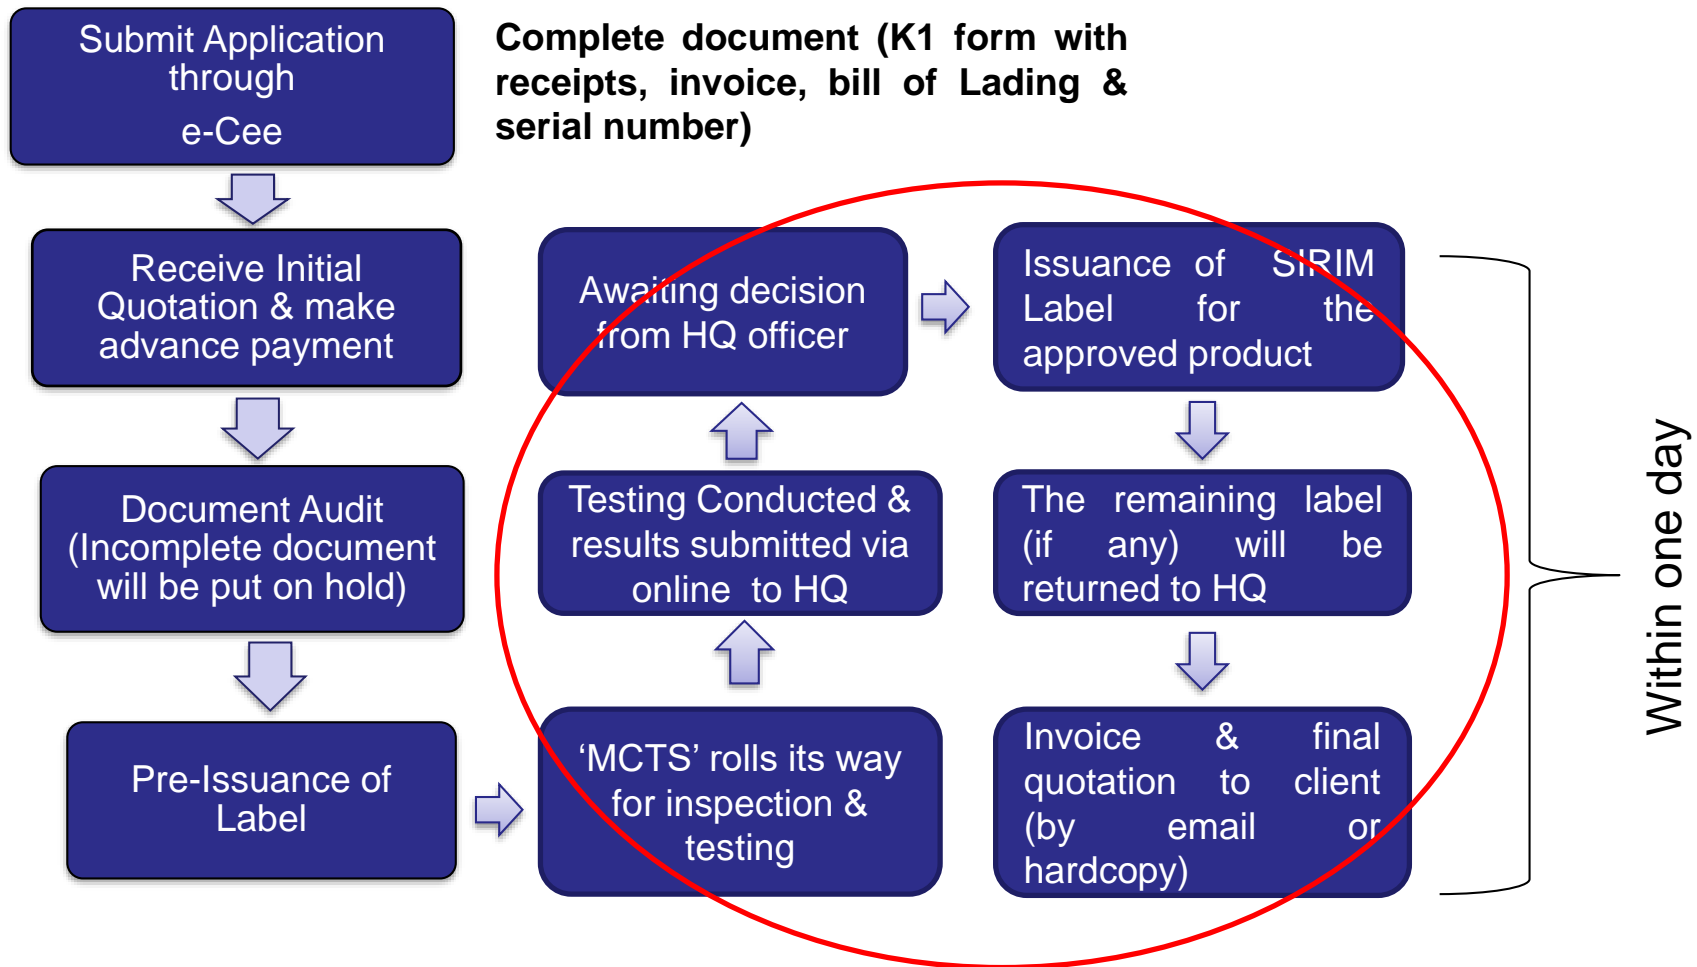 Submit Application
through
e-Cee
Complete document (K1 form with
receipts, invoice, bill of Lading &
serial number)
Receive Initial
Quotation & make
advance payment
Document Audit
(Incomplete document
will be put on hold)
Pre-Issuance of
Label
‘MCTS’ rolls its way
for inspection &
testing
Testing Conducted &
results submitted via
online to HQ
Awaiting decision
from HQ officer
Issuance of SIRIM
Label for the
approved product
The remaining label
(if any) will be
returned to HQ
Invoice & final
quotation to client
(by email or
hardcopy)
Within one day